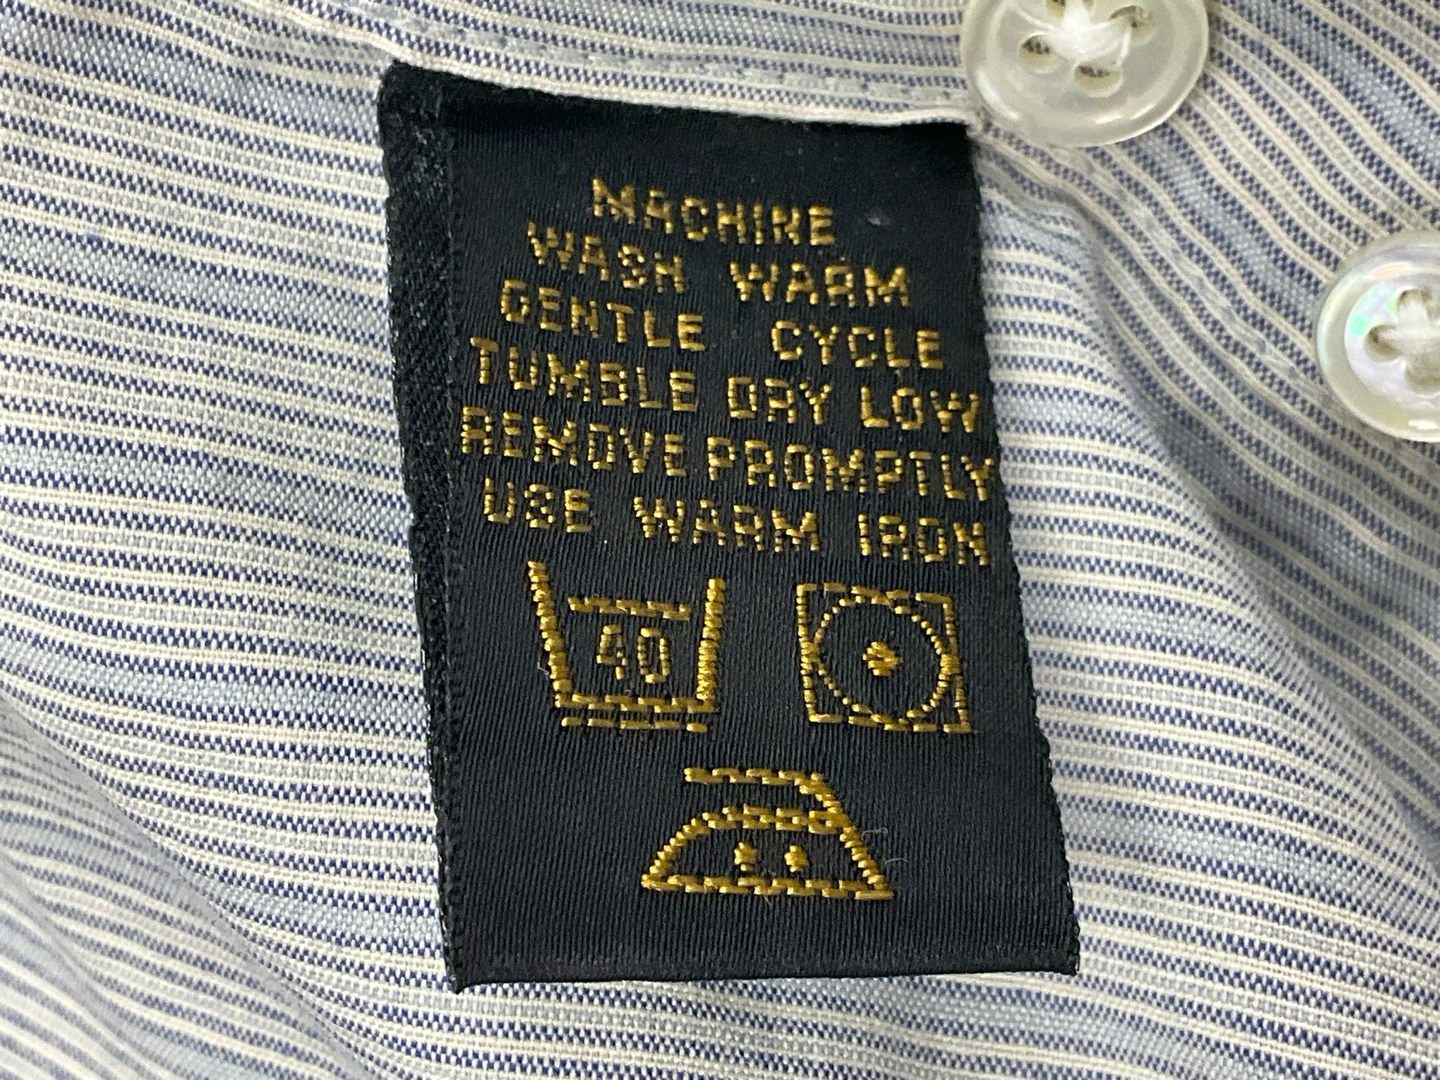 MACHINE
WASH WARM
GENTLE CYCLE
TUMBLE DRY LOW
REMOVE PROMPTLY
USE WARM IRON
40